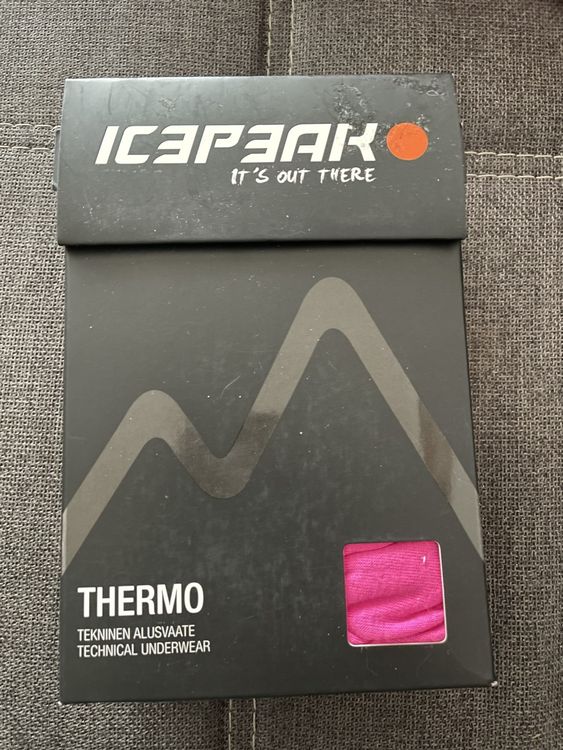 ICEPEAK
IT'S OUT THERE
THERMO
TEKNINEN ALUSVAATE
TECHNICAL UNDERWEAR